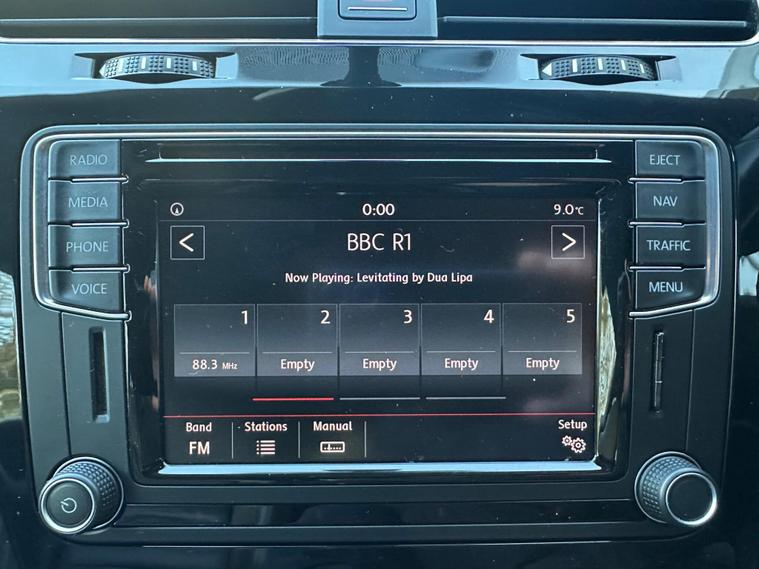 RADIO
MEDIA
PHONE
VOICE
EJECT
NAV
TRAFFIC
MENU
0:00
9.0°C
< BBC R1 >
Now Playing: Levitating by Dua Lipa
1 2 3 4 5
88.3 MHz Empty Empty Empty Empty
Band Stations Manual Setup
FM